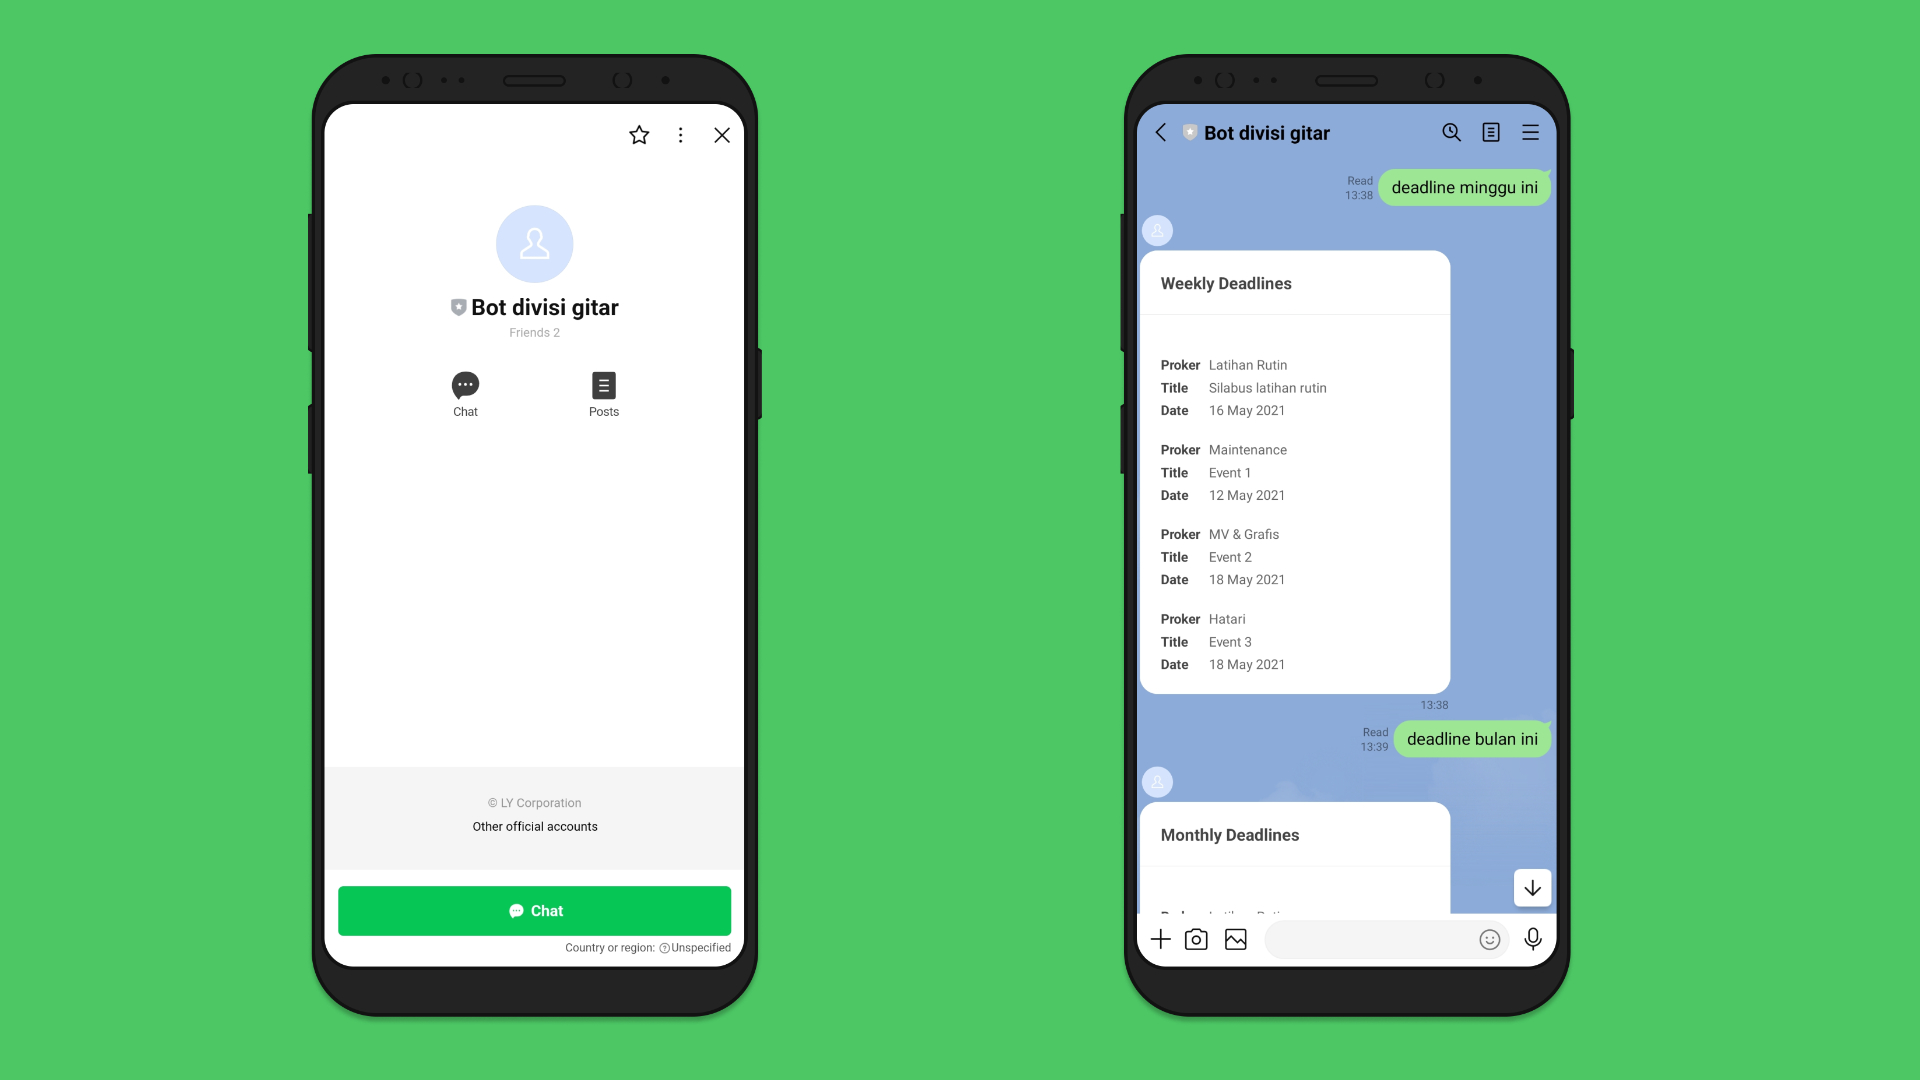 Bot divisi gitar
Friends 2
Chat
Posts
© LY Corporation
Other official accounts
Chat
Country or region: Unspecified
Bot divisi gitar
Read
13:38
deadline minggu ini
Weekly Deadlines
Proker Latihan Rutin
Title Silabus latihan rutin
Date 16 May 2021
Proker Maintenance
Title Event 1
Date 12 May 2021
Proker MV & Grafis
Title Event 2
Date 18 May 2021
Proker Hatari
Title Event 3
Date 18 May 2021
13:38
Read
13:39
deadline bulan ini
Monthly Deadlines